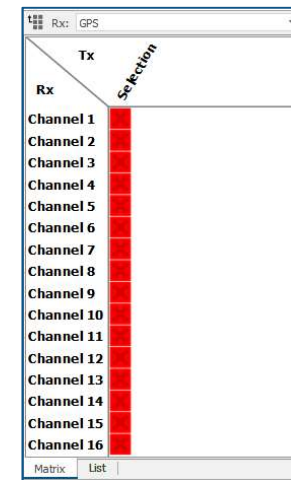 Rx: GPS
Tx
Selection
Rx
Channel 1
Channel 2
Channel 3
Channel 4
Channel 5
Channel 6
Channel 7
Channel 8
Channel 9
Channel 10
Channel 11
Channel 12
Channel 13
Channel 14
Channel 15
Channel 16
Matrix List